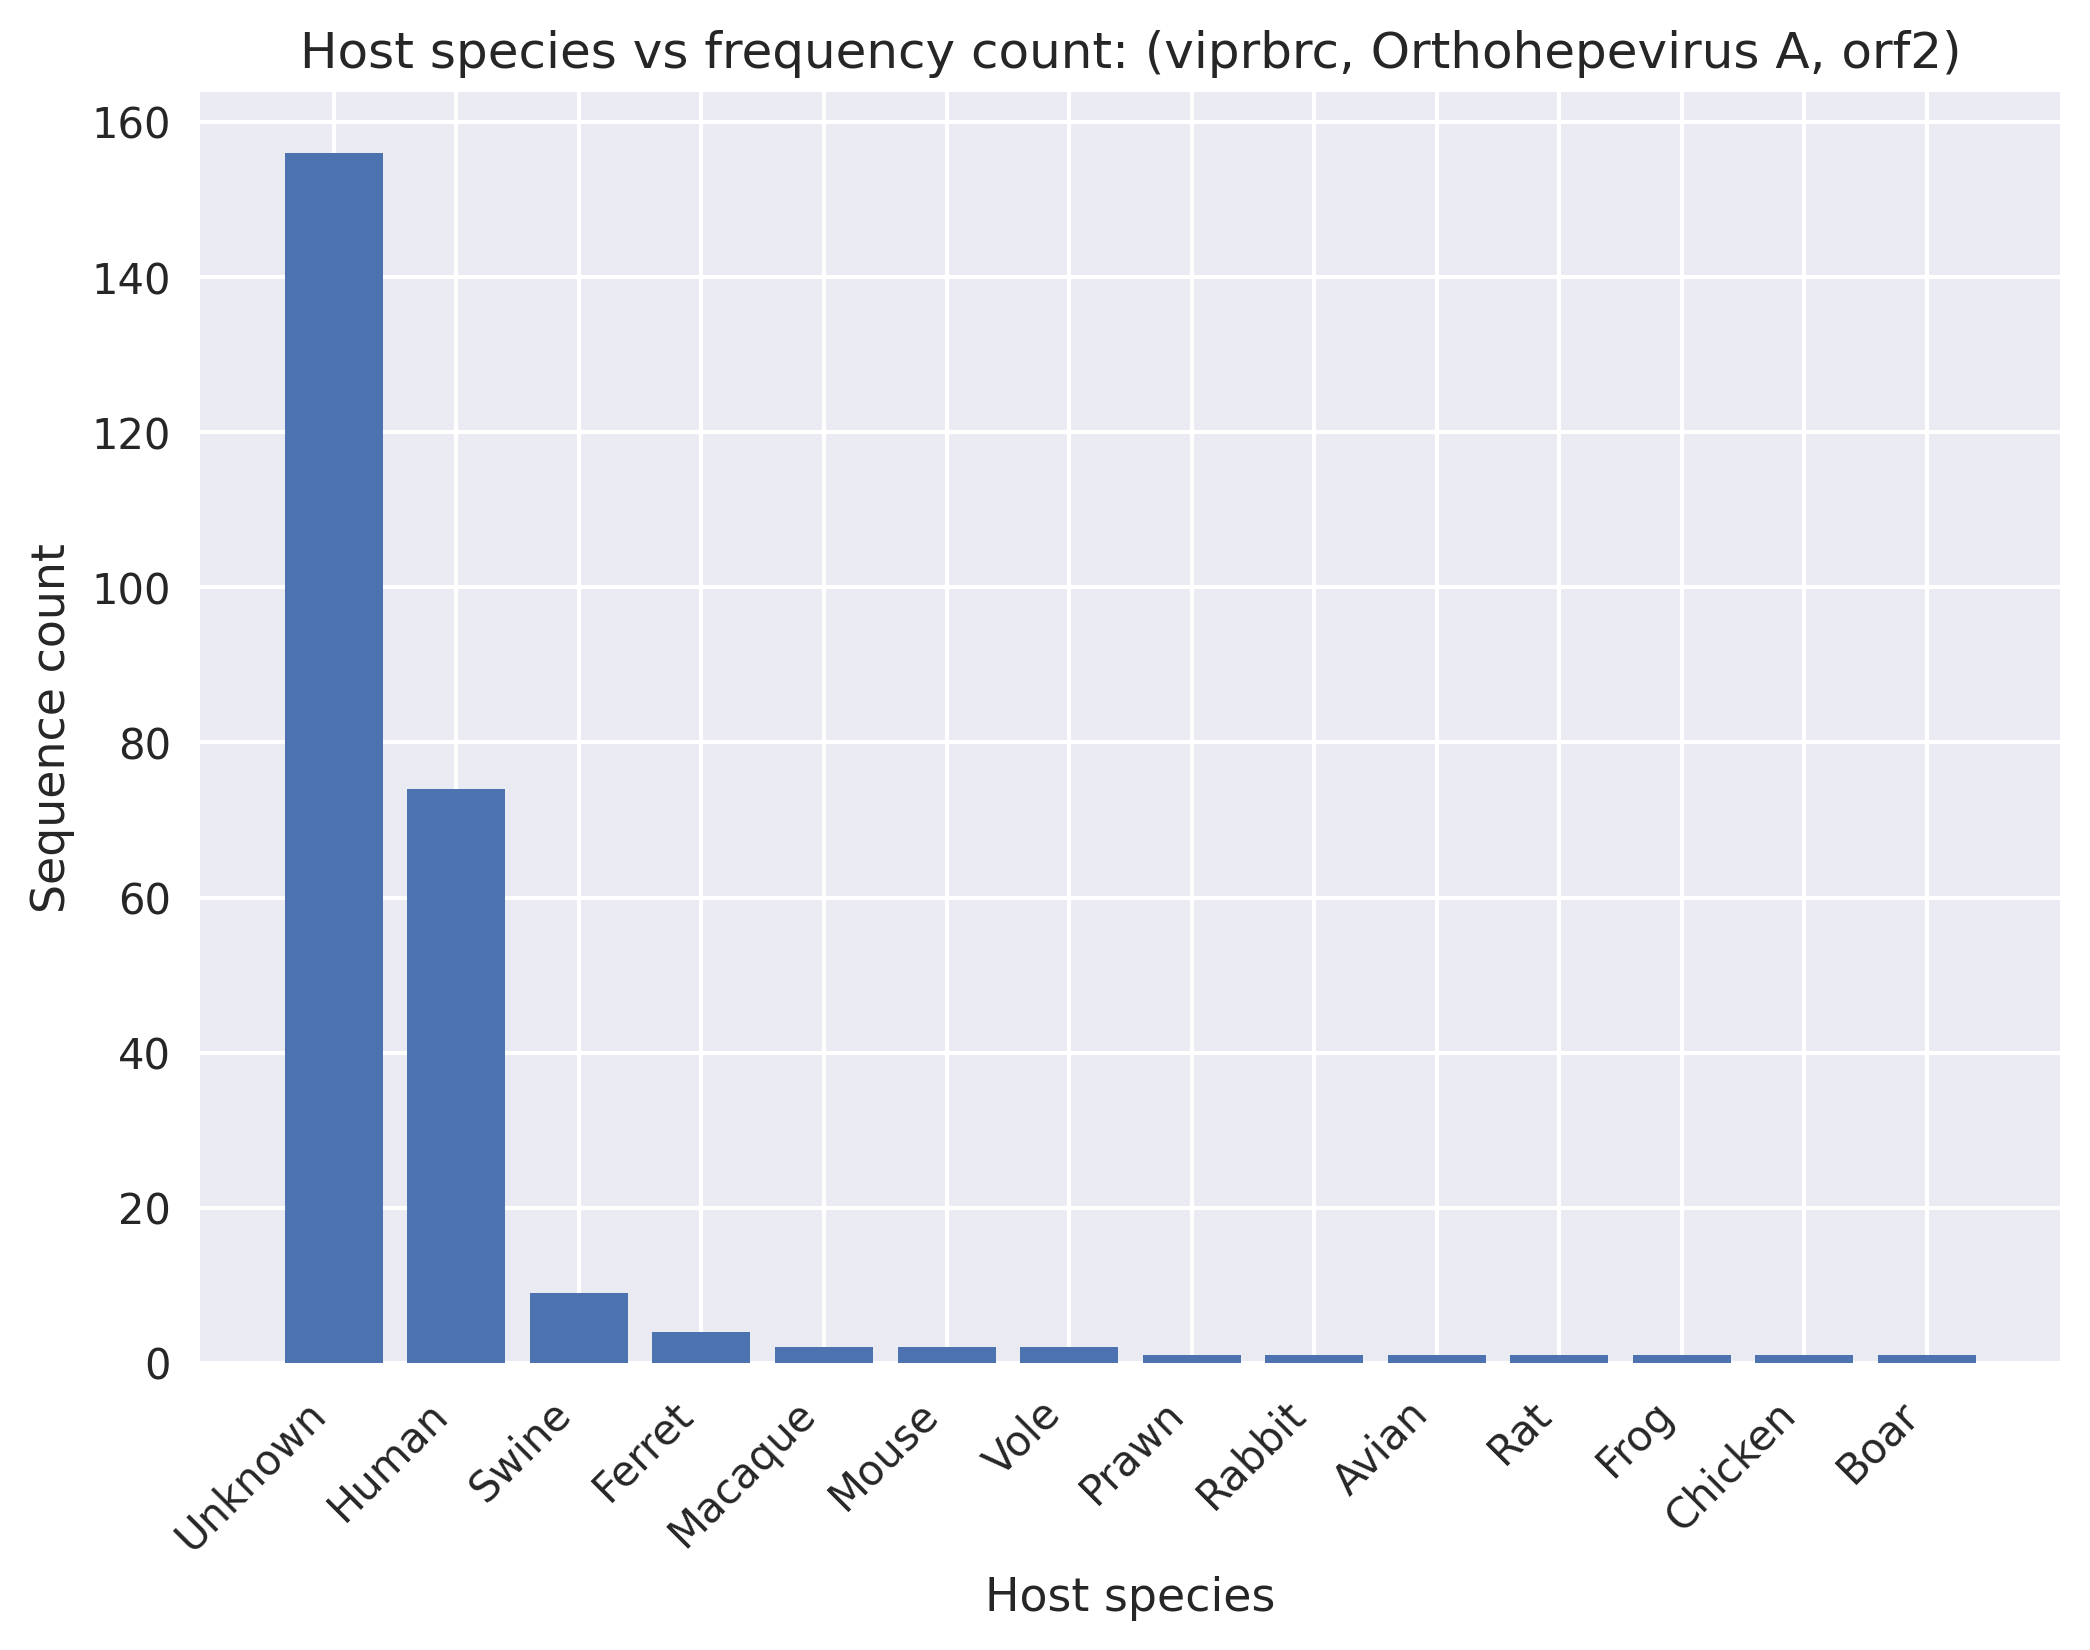 Host species vs frequency count: (viprbrc, Orthohepevirus A, orf2)
160
140
120
100
80
60
40
20
0
Sequence count
Unknown
Human
Swine
Ferret
Macaque
Mouse
Vole
Prawn
Rabbit
Avian
Rat
Frog
Chicken
Boar
Host species